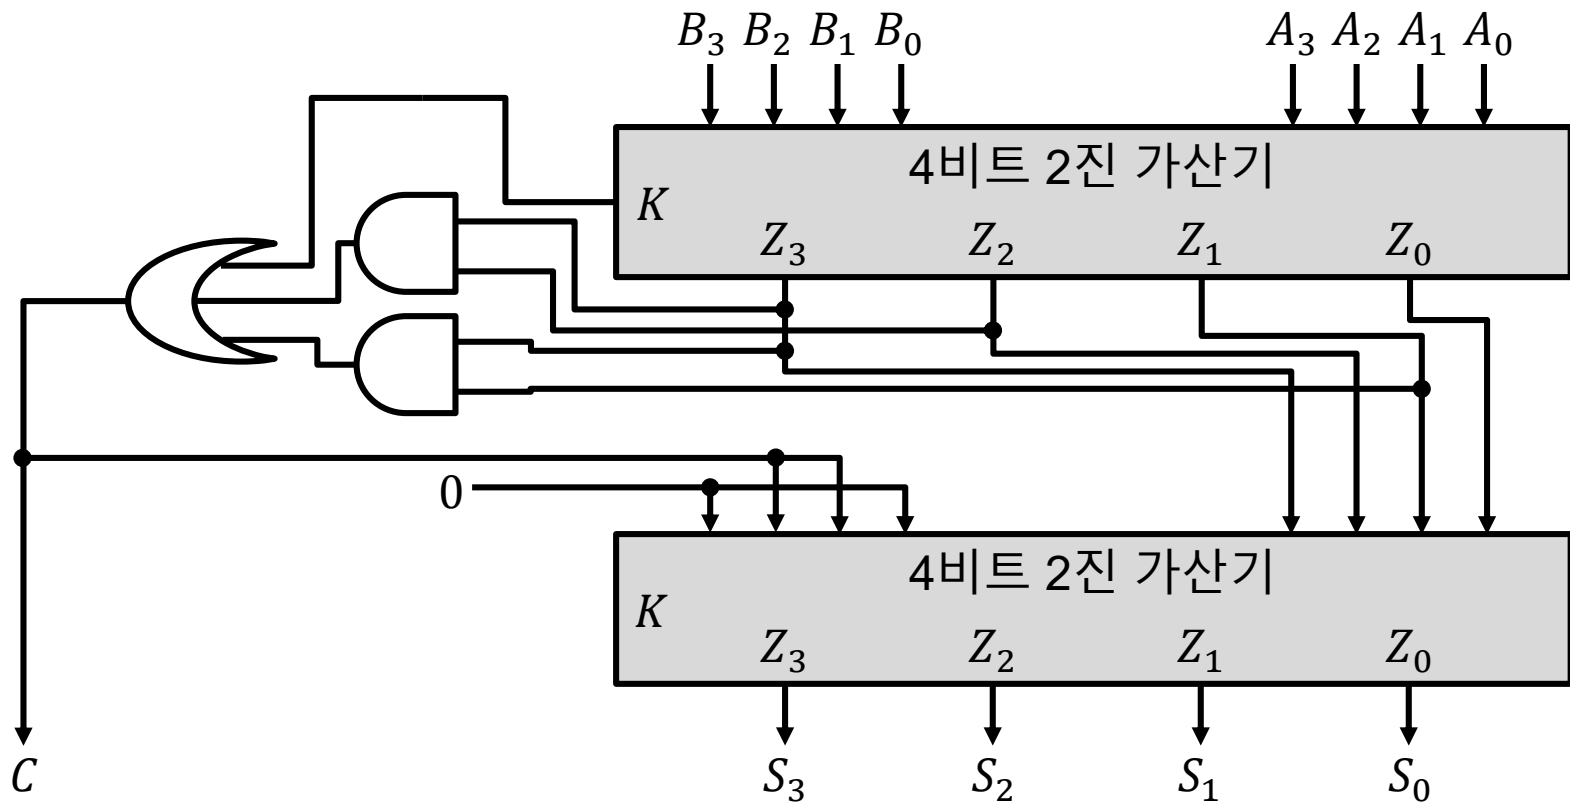 B₃ B₂ B₁ B₀ A₃ A₂ A₁ A₀
4비트 2진 가산기
K
Z₃ Z₂ Z₁ Z₀
0
4비트 2진 가산기
K
Z₃ Z₂ Z₁ Z₀
C S₃ S₂ S₁ S₀